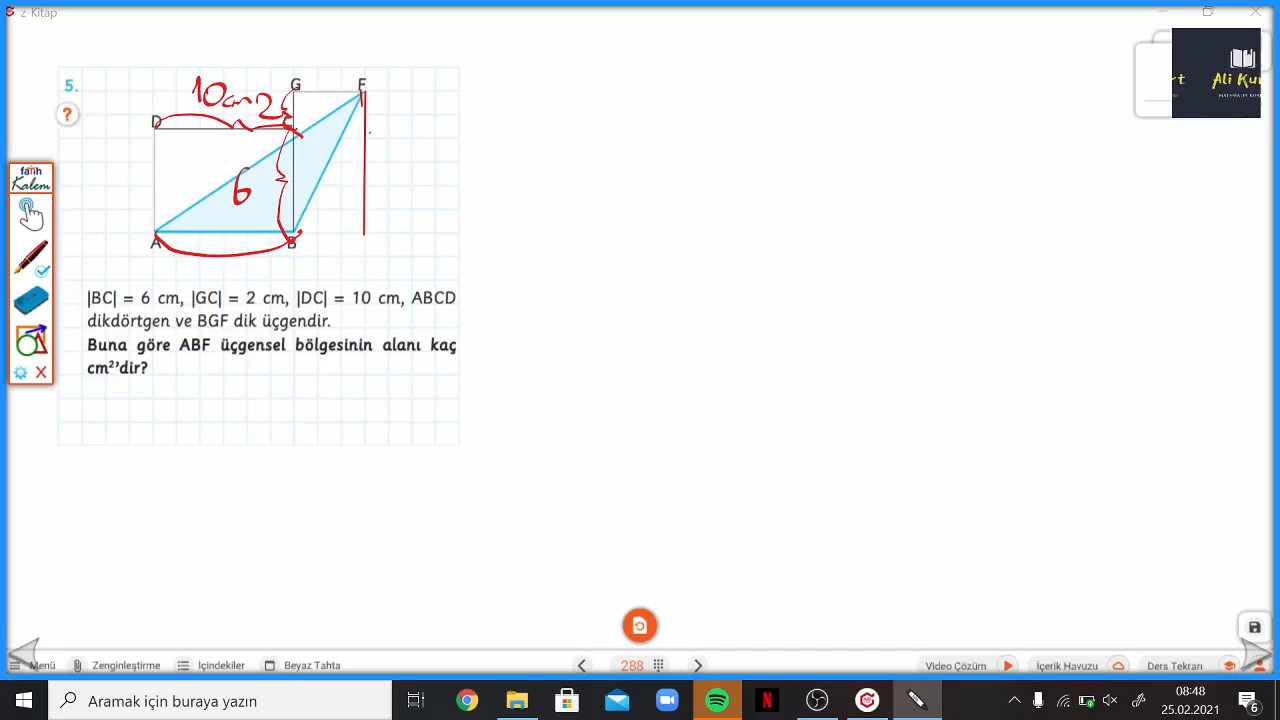 z-Kitap
5.
?
G F
10cm 2
D
6
A B
fatih
Kalem
|BC| = 6 cm, |GC| = 2 cm, |DC| = 10 cm, ABCD
dikdörtgen ve BGF dik üçgendir.
Buna göre ABF üçgensel bölgesinin alanı kaç
cm²'dir?
Ali Kur
Menü Zenginleştirme İçindekiler Beyaz Tahta 288 Video Çözüm İçerik Havuzu Ders Tekrarı
Aramak için buraya yazın
08:48
25.02.2021
6